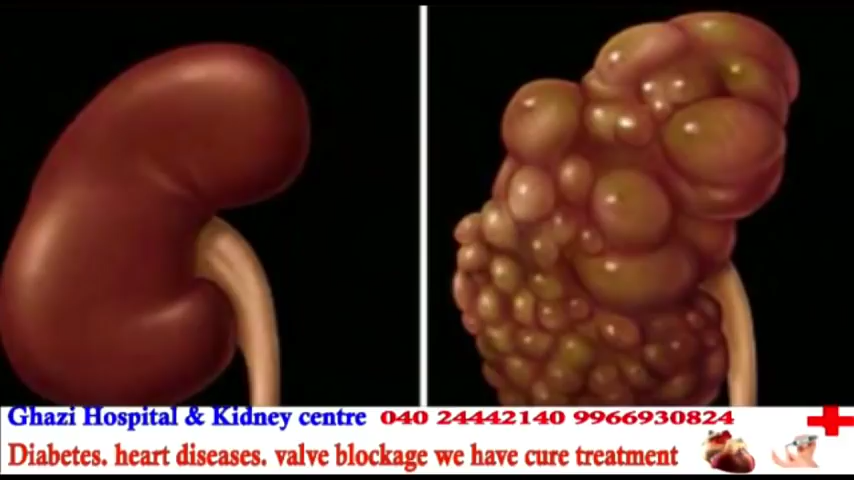 Ghazi Hospital & Kidney centre 040 24442140 9966930824
Diabetes. heart diseases. valve blockage we have cure treatment